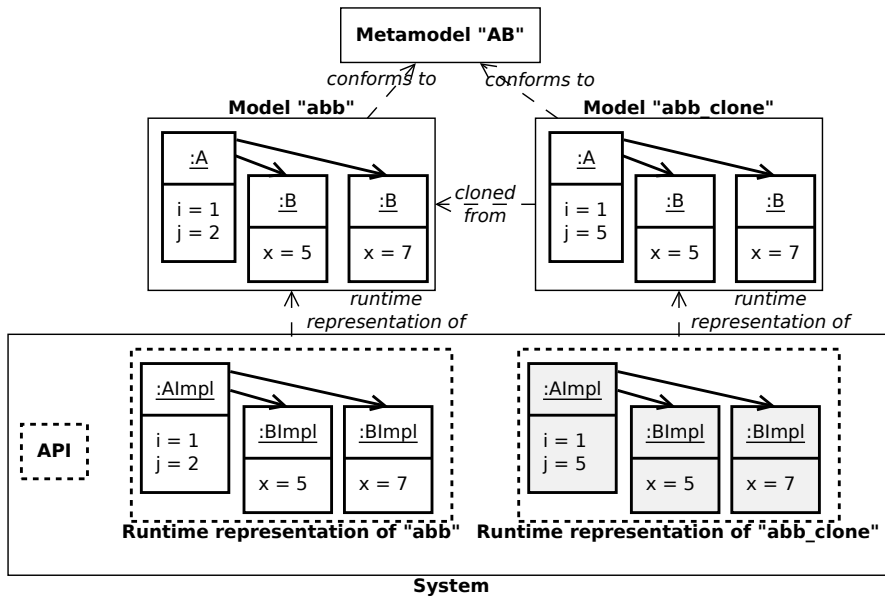 Metamodel "AB"
conforms to
conforms to
Model "abb"
Model "abb_clone"
:A
i = 1
j = 2
:B
x = 5
:B
x = 7
cloned
from
:A
i = 1
j = 5
:B
x = 5
:B
x = 7
runtime
representation of
runtime
representation of
API
:AImpl
i = 1
j = 2
:BImpl
x = 5
:BImpl
x = 7
Runtime representation of "abb"
:AImpl
i = 1
j = 5
:BImpl
x = 5
:BImpl
x = 7
Runtime representation of "abb_clone"
System